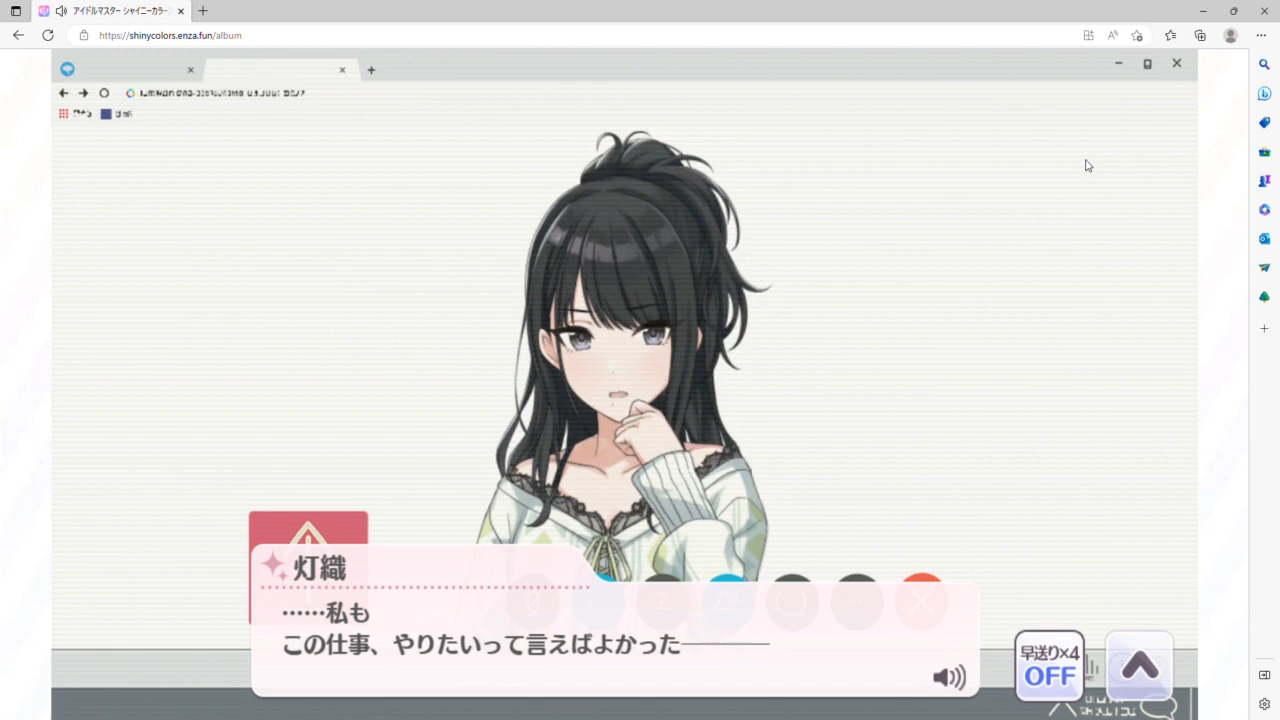 アイドルマスター シャイニーカラー
https://shinycolors.enza.fun/album
灯織
……私も
この仕事、やりたいって言えばよかった――――
早送り×4
OFF